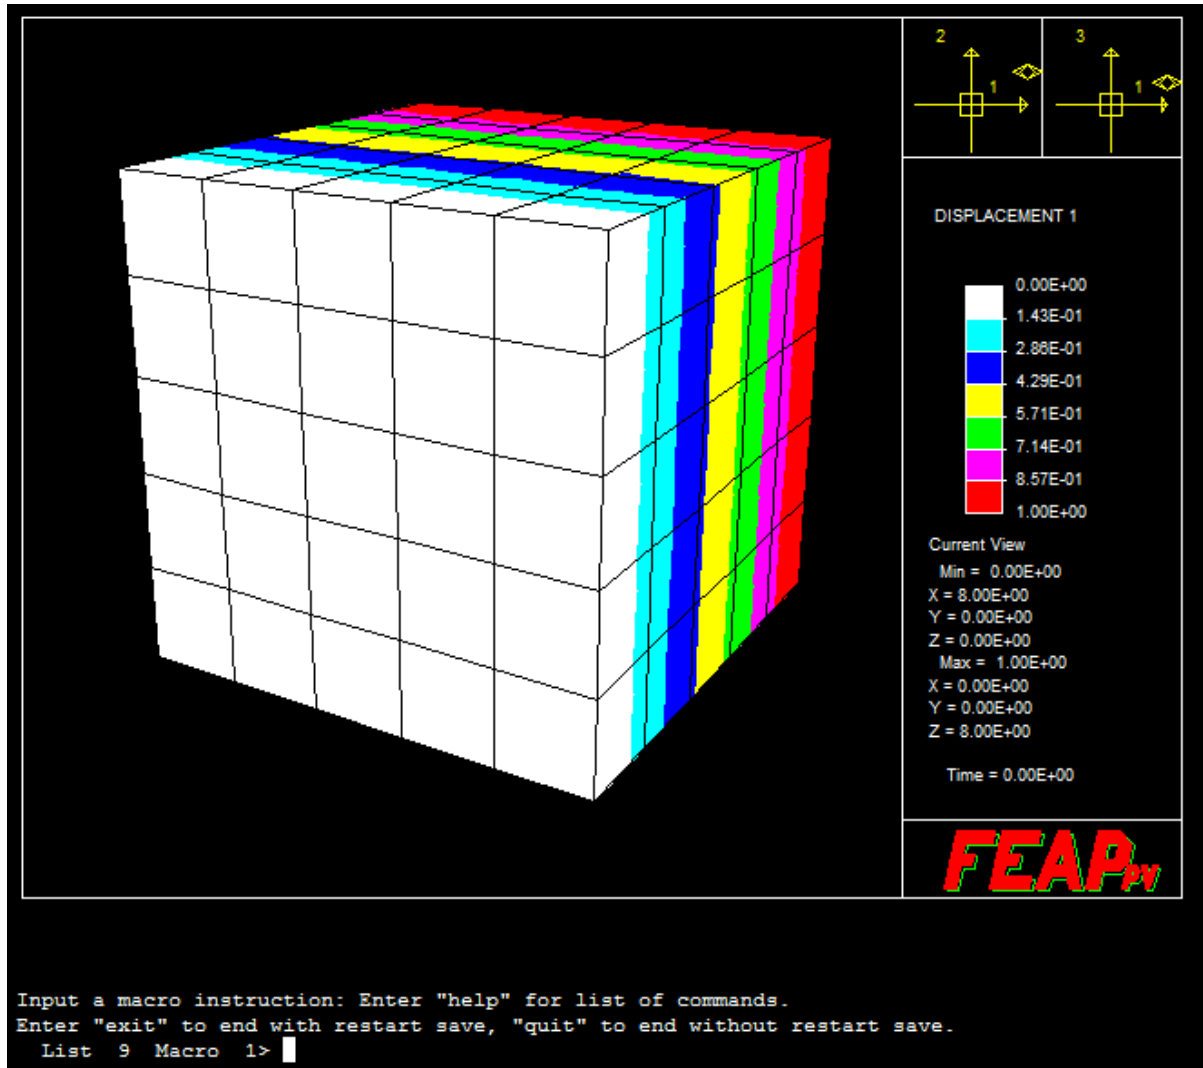 2
1
3
1
DISPLACEMENT 1
0.00E+00
1.43E-01
2.86E-01
4.29E-01
5.71E-01
7.14E-01
8.57E-01
1.00E+00
Current View
Min = 0.00E+00
X = 8.00E+00
Y = 0.00E+00
Z = 0.00E+00
Max = 1.00E+00
X = 0.00E+00
Y = 0.00E+00
Z = 8.00E+00
Time = 0.00E+00
FEAPpv
Input a macro instruction: Enter "help" for list of commands.
Enter "exit" to end with restart save, "quit" to end without restart save.
List 9 Macro 1>